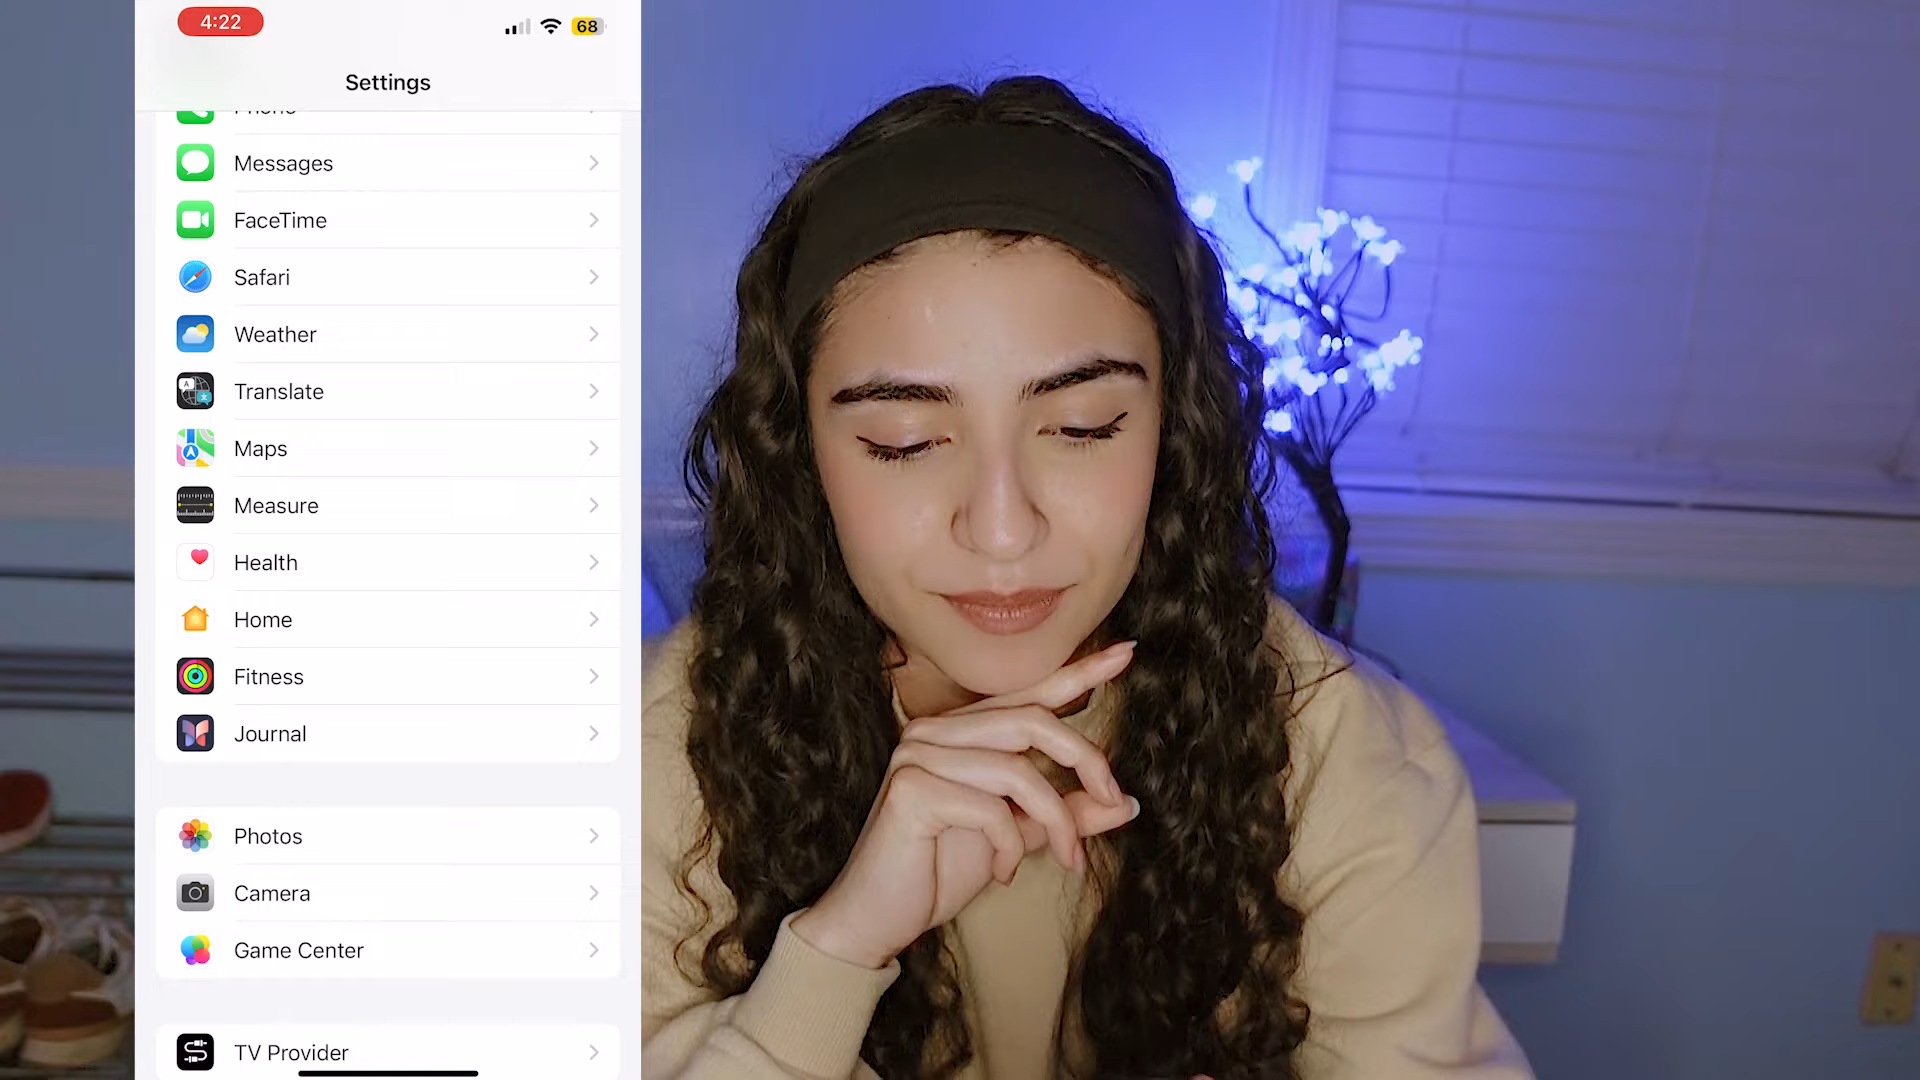 4:22
68
Settings
Phone
Messages
FaceTime
Safari
Weather
Translate
Maps
Measure
Health
Home
Fitness
Journal
Photos
Camera
Game Center
TV Provider